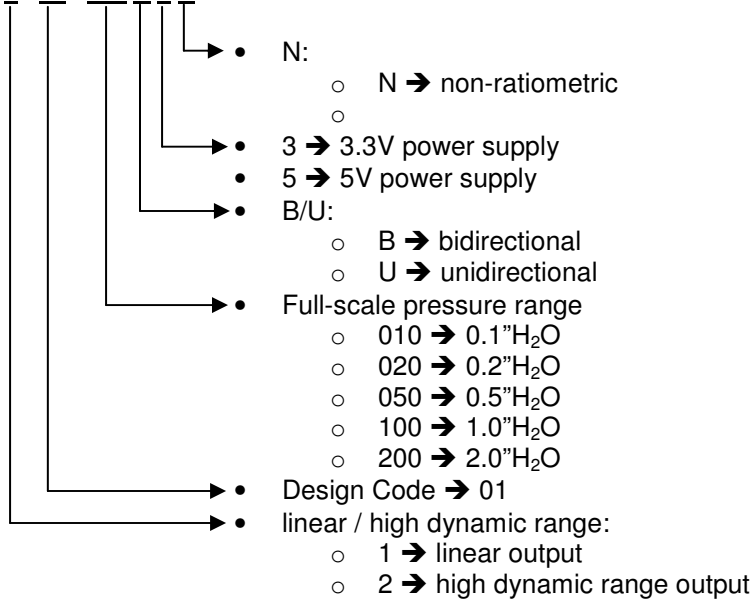 • N:
○ N ➔ non-ratiometric
○
• 3 ➔ 3.3V power supply
• 5 ➔ 5V power supply
• B/U:
○ B ➔ bidirectional
○ U ➔ unidirectional
• Full-scale pressure range
○ 010 ➔ 0.1”H₂O
○ 020 ➔ 0.2”H₂O
○ 050 ➔ 0.5”H₂O
○ 100 ➔ 1.0”H₂O
○ 200 ➔ 2.0”H₂O
• Design Code ➔ 01
• linear / high dynamic range:
○ 1 ➔ linear output
○ 2 ➔ high dynamic range output